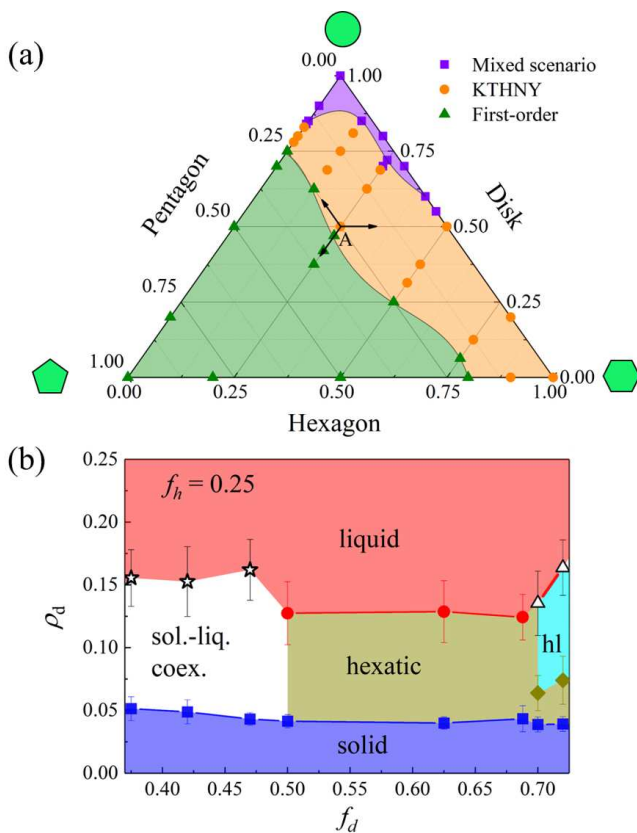 (a)
0.00
1.00
Mixed scenario
KTHNY
First-order
0.25
0.75
Pentagon
Disk
0.50
0.50
A
0.75
0.25
1.00
0.00
0.00
0.25
0.50
0.75
1.00
Hexagon
(b)
0.25
f_h = 0.25
0.20
liquid
0.15
ρ_d
sol.-liq.
coex.
hexatic
hl
0.10
0.05
solid
0.00
0.40
0.45
0.50
0.55
0.60
0.65
0.70
f_d